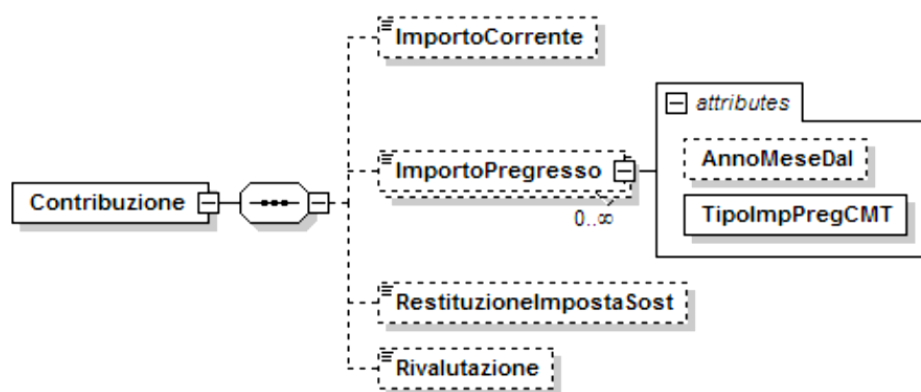 ImportoCorrente
attributes
AnnoMeseDal
ImportoPregresso
Contribuzione
TipoImpPregCMT
0..∞
RestituzioneImpostaSost
Rivalutazione